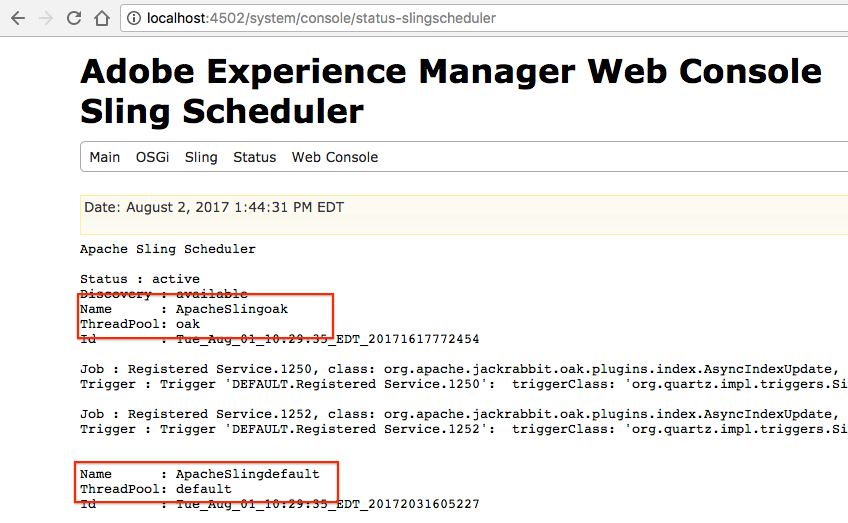 localhost:4502/system/console/status-slingscheduler
Adobe Experience Manager Web Console
Sling Scheduler
Main OSGi Sling Status Web Console
Date: August 2, 2017 1:44:31 PM EDT
Apache Sling Scheduler
Status : active
Discovery : available
Name : ApacheSlingoak
ThreadPool: oak
Id : Tue_Aug_01_10:29:35_EDT_20171617772454
Job : Registered Service.1250, class: org.apache.jackrabbit.oak.plugins.index.AsyncIndexUpdate,
Trigger : Trigger 'DEFAULT.Registered Service.1250': triggerClass: 'org.quartz.impl.triggers.Si
Job : Registered Service.1252, class: org.apache.jackrabbit.oak.plugins.index.AsyncIndexUpdate,
Trigger : Trigger 'DEFAULT.Registered Service.1252': triggerClass: 'org.quartz.impl.triggers.Si
Name : ApacheSlingdefault
ThreadPool: default
Id : Tue_Aug_01_10:29:35_EDT_20172031605227